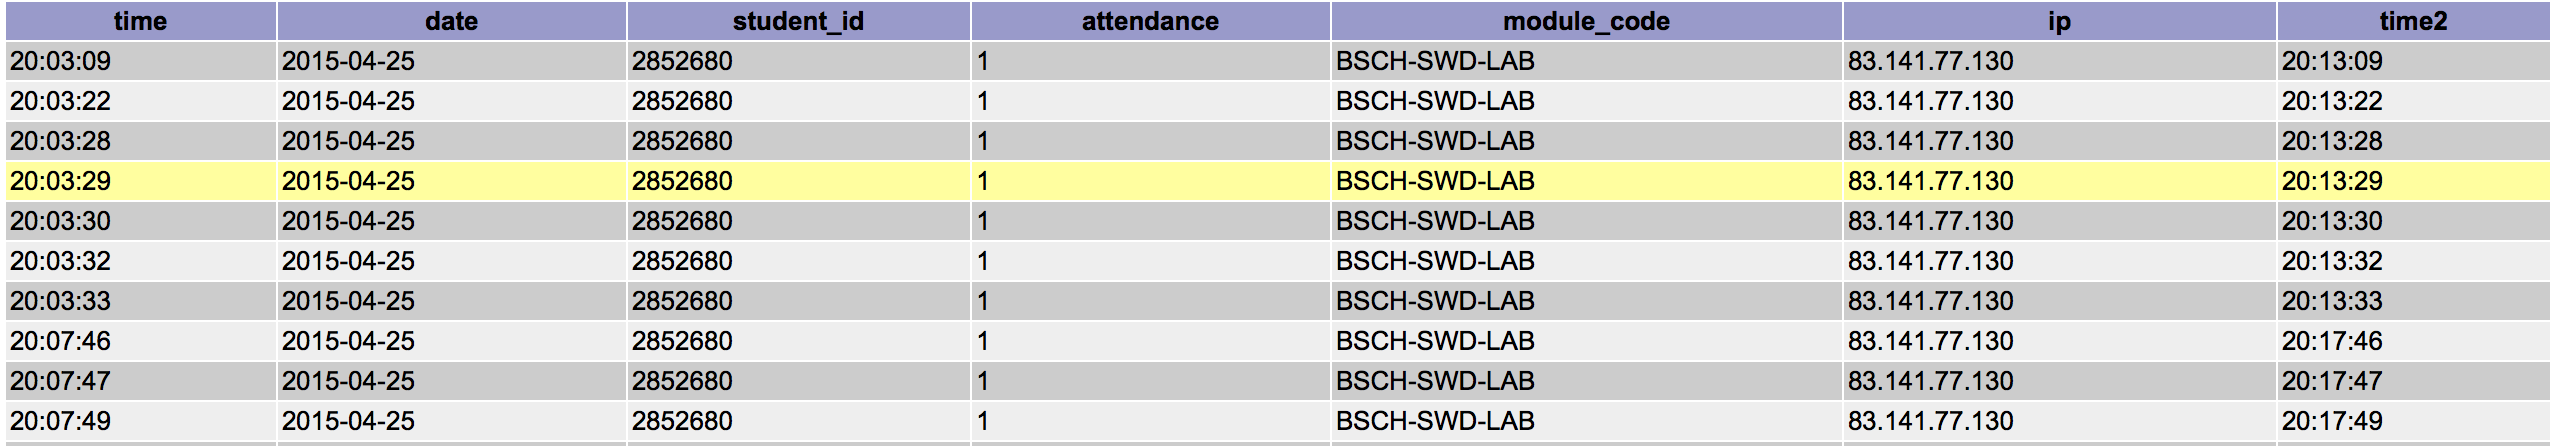 time date student_id attendance module_code ip time2
20:03:09 2015-04-25 2852680 1 BSCH-SWD-LAB 83.141.77.130 20:13:09
20:03:22 2015-04-25 2852680 1 BSCH-SWD-LAB 83.141.77.130 20:13:22
20:03:28 2015-04-25 2852680 1 BSCH-SWD-LAB 83.141.77.130 20:13:28
20:03:29 2015-04-25 2852680 1 BSCH-SWD-LAB 83.141.77.130 20:13:29
20:03:30 2015-04-25 2852680 1 BSCH-SWD-LAB 83.141.77.130 20:13:30
20:03:32 2015-04-25 2852680 1 BSCH-SWD-LAB 83.141.77.130 20:13:32
20:03:33 2015-04-25 2852680 1 BSCH-SWD-LAB 83.141.77.130 20:13:33
20:07:46 2015-04-25 2852680 1 BSCH-SWD-LAB 83.141.77.130 20:17:46
20:07:47 2015-04-25 2852680 1 BSCH-SWD-LAB 83.141.77.130 20:17:47
20:07:49 2015-04-25 2852680 1 BSCH-SWD-LAB 83.141.77.130 20:17:49